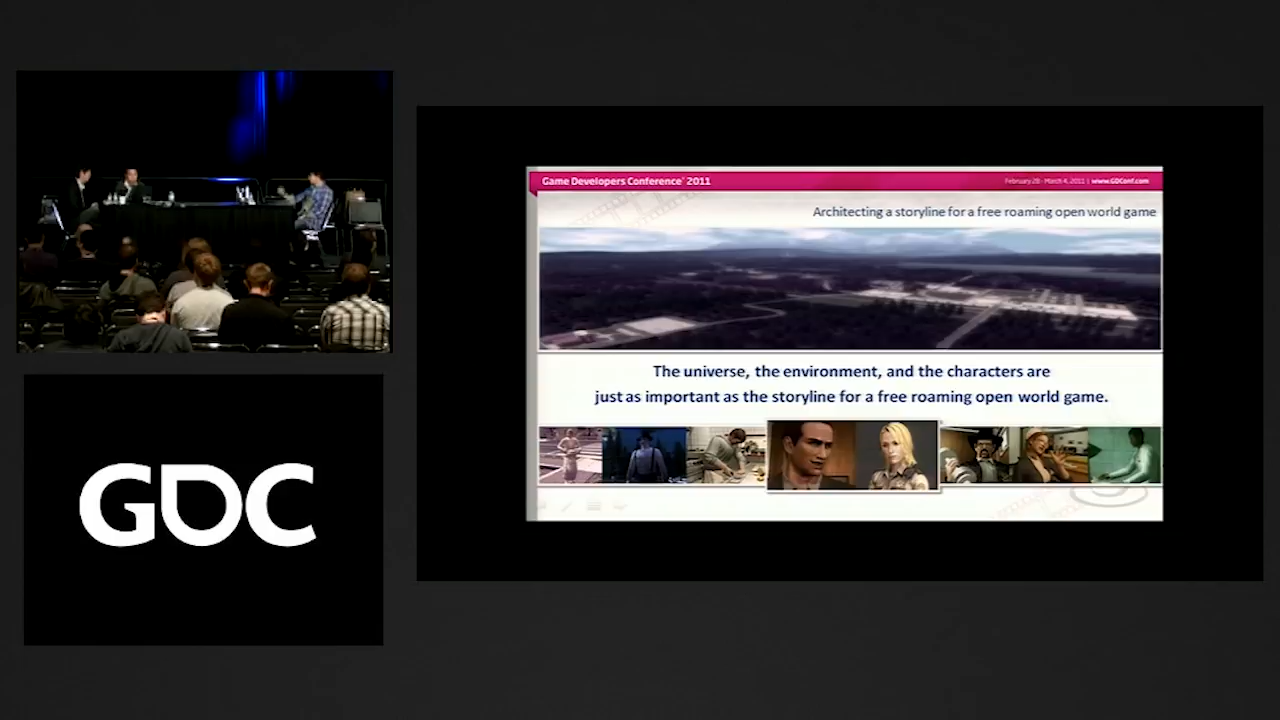 Game Developers Conference® 2011
February 28 - March 4, 2011 | www.GDConf.com
Architecting a storyline for a free roaming open world game
The universe, the environment, and the characters are
just as important as the storyline for a free roaming open world game.
GDC